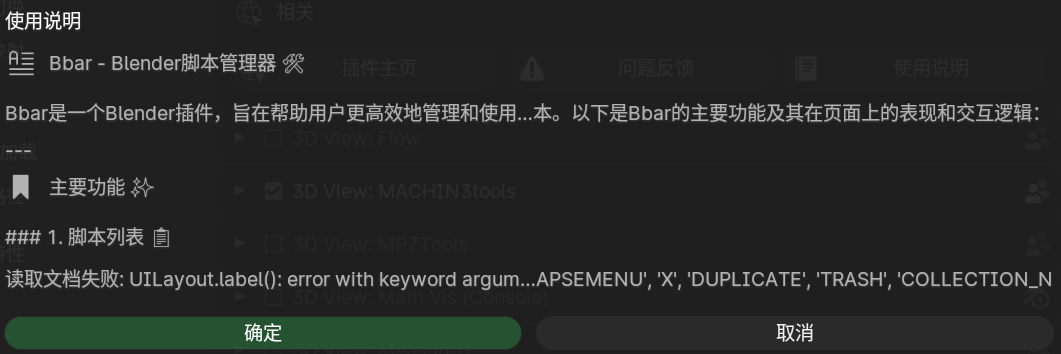 使用说明
Bbar - Blender脚本管理器 🛠
Bbar是一个Blender插件，旨在帮助用户更高效地管理和使用...本。以下是Bbar的主要功能及其在页面上的表现和交互逻辑：
---
主要功能 ✨
### 1. 脚本列表 📋
读取文档失败: UILayout.label(): error with keyword argum...APSEMENU', 'X', 'DUPLICATE', 'TRASH', 'COLLECTION_N
确定
取消
相关
插件主页
问题反馈
使用说明
3D View: Flow
3D View: MACHIN3tools
3D View: MP7Tools
3D View: Math Vis (Console)